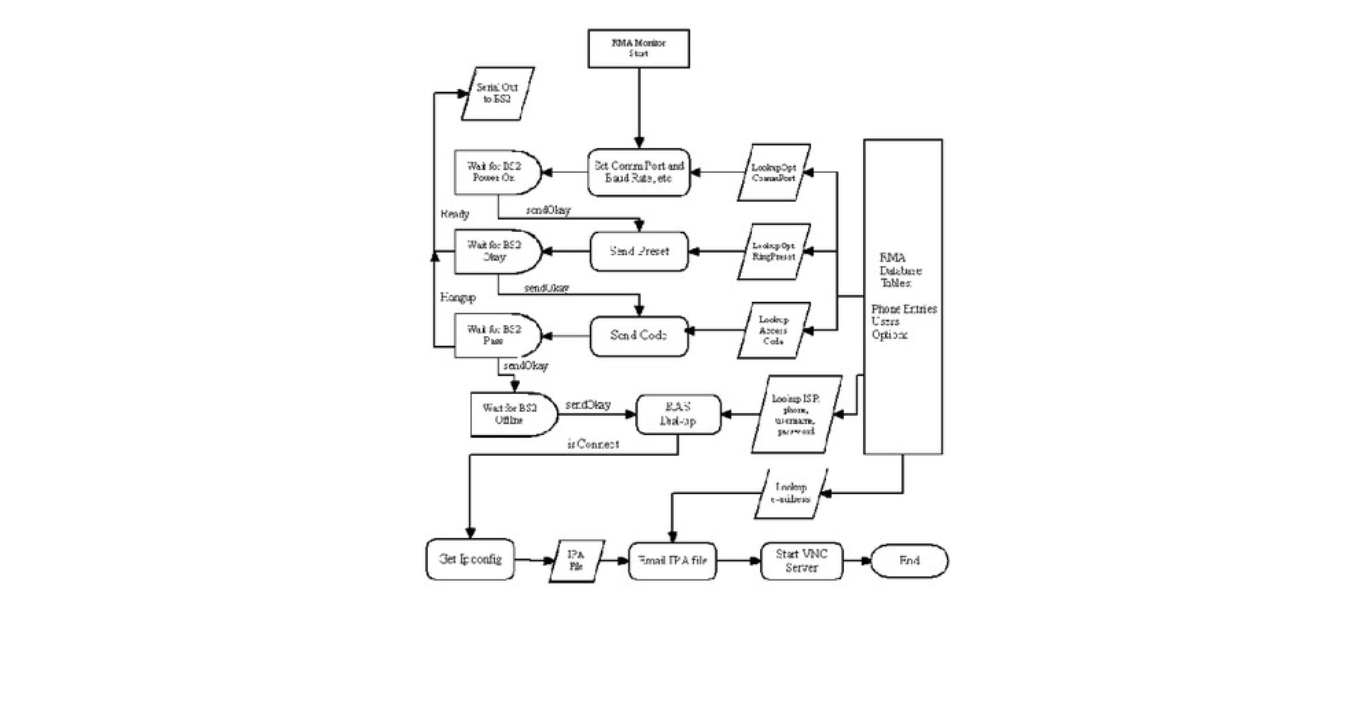 RMA Monitor
Start
Serial Out
to BS2
Wait for BS2
Power On
Set Comm Port and
Baud Rate, etc
LookupOpt
CommPort
Ready
sendOkay
Wait for BS2
Okay
Send Preset
LookupOpt
RingPreset
RMA
Database
Tables:
Phone Entries
Users
Options
Hangup
sendOkay
Wait for BS2
Pass
Send Code
Lookup
Access
Code
sendOkay
Wait for BS2
Offline
sendOkay
RAS
Dial-up
Lookup ISP,
phone,
username,
password
is Connect
Lookup
e-address
Get Ipconfig
IPA
File
Email IPA file
Start VNC
Server
End